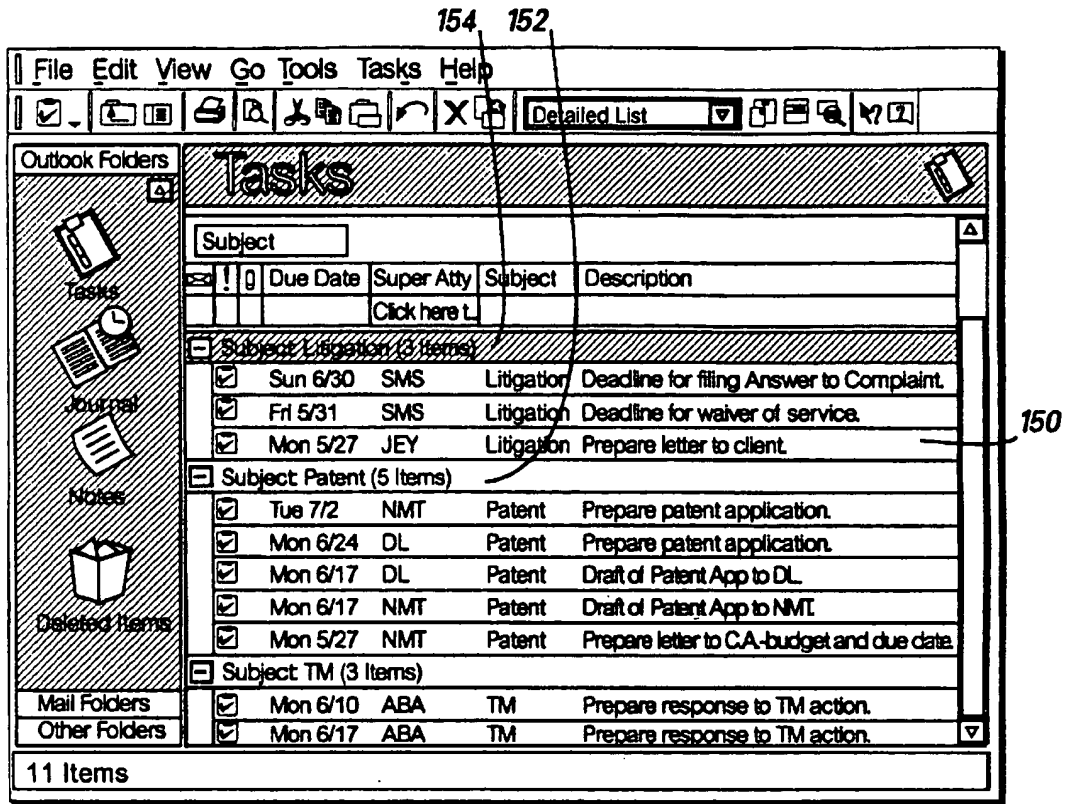 154 152
File Edit View Go Tools Tasks Help
Detailed List
Outlook Folders
Tasks
Subject
! Due Date Super Atty Subject Description
Click here t...
Tasks
Subject: Litigation (3 Items)
Sun 6/30 SMS Litigation Deadline for filing Answer to Complaint.
Journal
Fri 5/31 SMS Litigation Deadline for waiver of service.
150
Mon 5/27 JEY Litigation Prepare letter to client.
Subject: Patent (5 Items)
Notes
Tue 7/2 NMT Patent Prepare patent application.
Mon 6/24 DL Patent Prepare patent application.
Mon 6/17 DL Patent Draft of Patent App to DL.
Mon 6/17 NMT Patent Draft of Patent App to NMT.
Deleted Items
Mon 5/27 NMT Patent Prepare letter to C.A.-budget and due date
Subject: TM (3 Items)
Mail Folders
Mon 6/10 ABA TM Prepare response to TM action.
Other Folders
Mon 6/17 ABA TM Prepare response to TM action.
11 Items